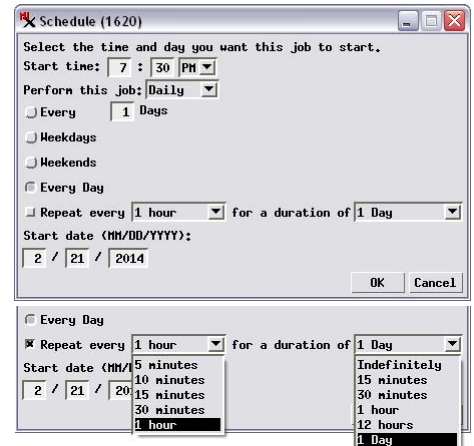 Schedule (1620)
Select the time and day you want this job to start.
Start time: 7 : 30 PM
Perform this job: Daily
Every 1 Days
Weekdays
Weekends
Every Day
Repeat every 1 hour for a duration of 1 Day
Start date (MM/DD/YYYY):
2 / 21 / 2014
OK Cancel
Every Day
Repeat every 1 hour for a duration of 1 Day
Start date (MM/
2 / 21 / 20
5 minutes
10 minutes
15 minutes
30 minutes
1 hour
Indefinitely
15 minutes
30 minutes
1 hour
12 hours
1 Day